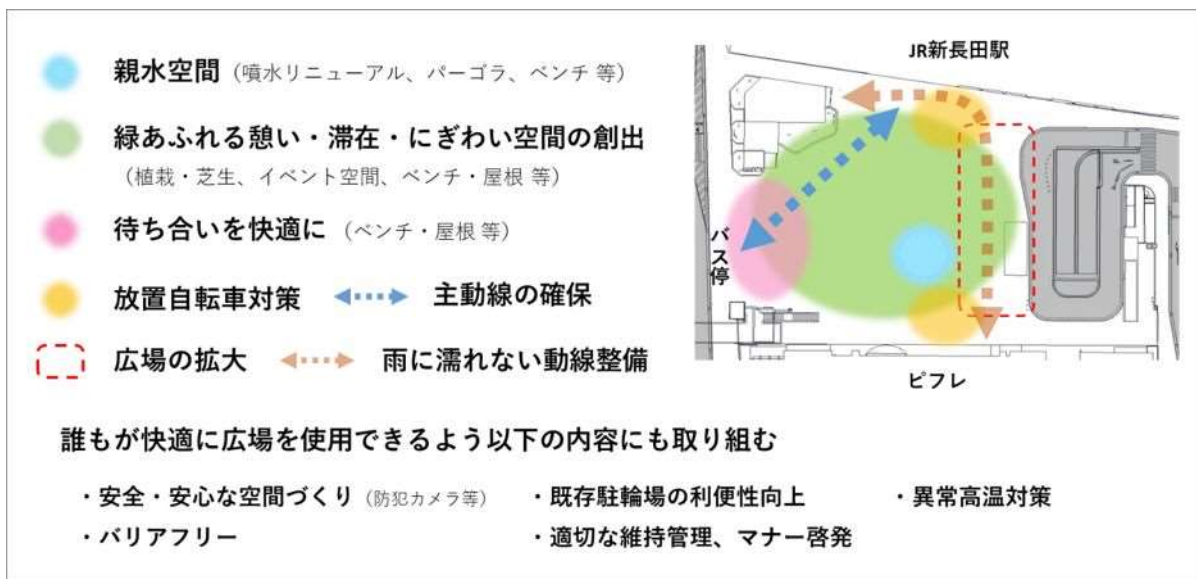 親水空間（噴水リニューアル、パーゴラ、ベンチ 等）
緑あふれる憩い・滞在・にぎわい空間の創出
（植栽・芝生、イベント空間、ベンチ・屋根 等）
待ち合いを快適に（ベンチ・屋根 等）
放置自転車対策 主動線の確保
広場の拡大 雨に濡れない動線整備
JR新長田駅
バス停
ピフレ
誰もが快適に広場を使用できるよう以下の内容にも取り組む
・安全・安心な空間づくり（防犯カメラ等） ・既存駐輪場の利便性向上 ・異常高温対策
・バリアフリー ・適切な維持管理、マナー啓発